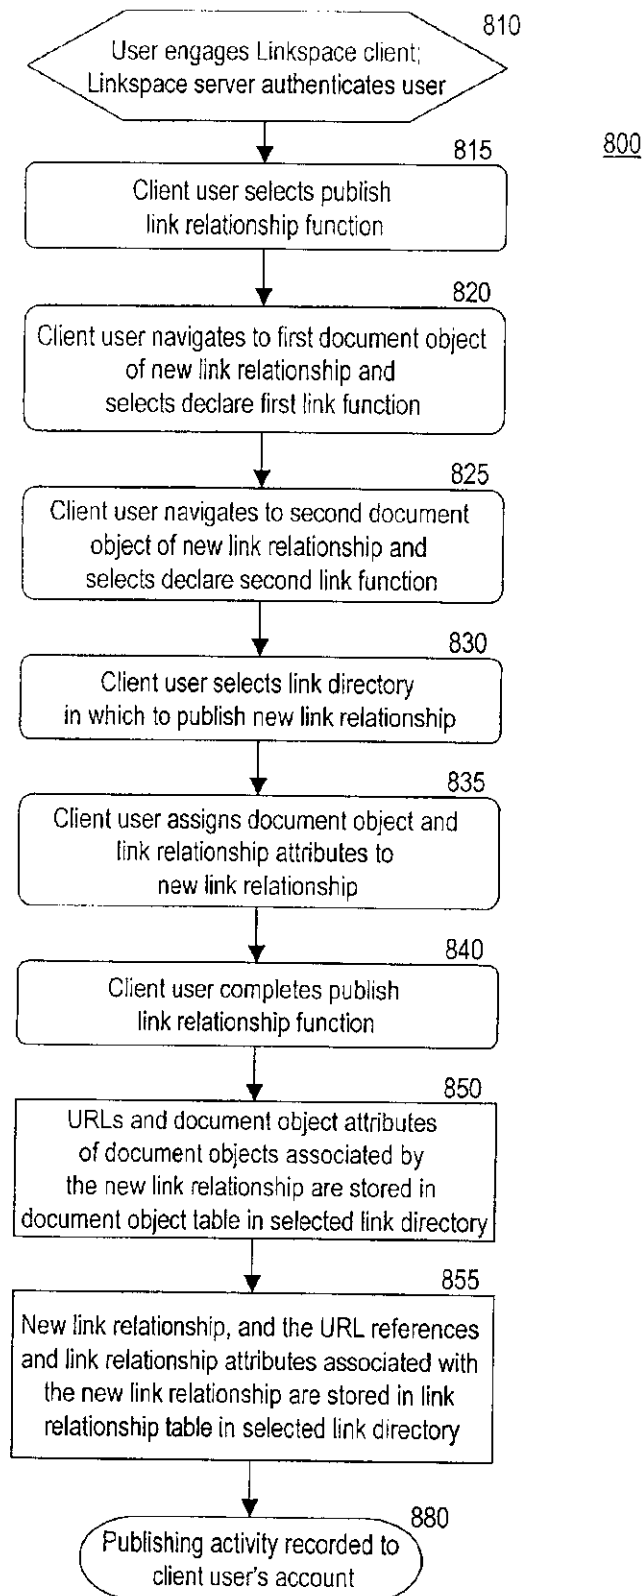 810
User engages Linkspace client;
Linkspace server authenticates user
800
815
Client user selects publish
link relationship function
820
Client user navigates to first document object
of new link relationship and
selects declare first link function
825
Client user navigates to second document
object of new link relationship and
selects declare second link function
830
Client user selects link directory
in which to publish new link relationship
835
Client user assigns document object and
link relationship attributes to
new link relationship
840
Client user completes publish
link relationship function
850
URLs and document object attributes
of document objects associated by
the new link relationship are stored in
document object table in selected link directory
855
New link relationship, and the URL references
and link relationship attributes associated with
the new link relationship are stored in link
relationship table in selected link directory
880
Publishing activity recorded to
client user's account